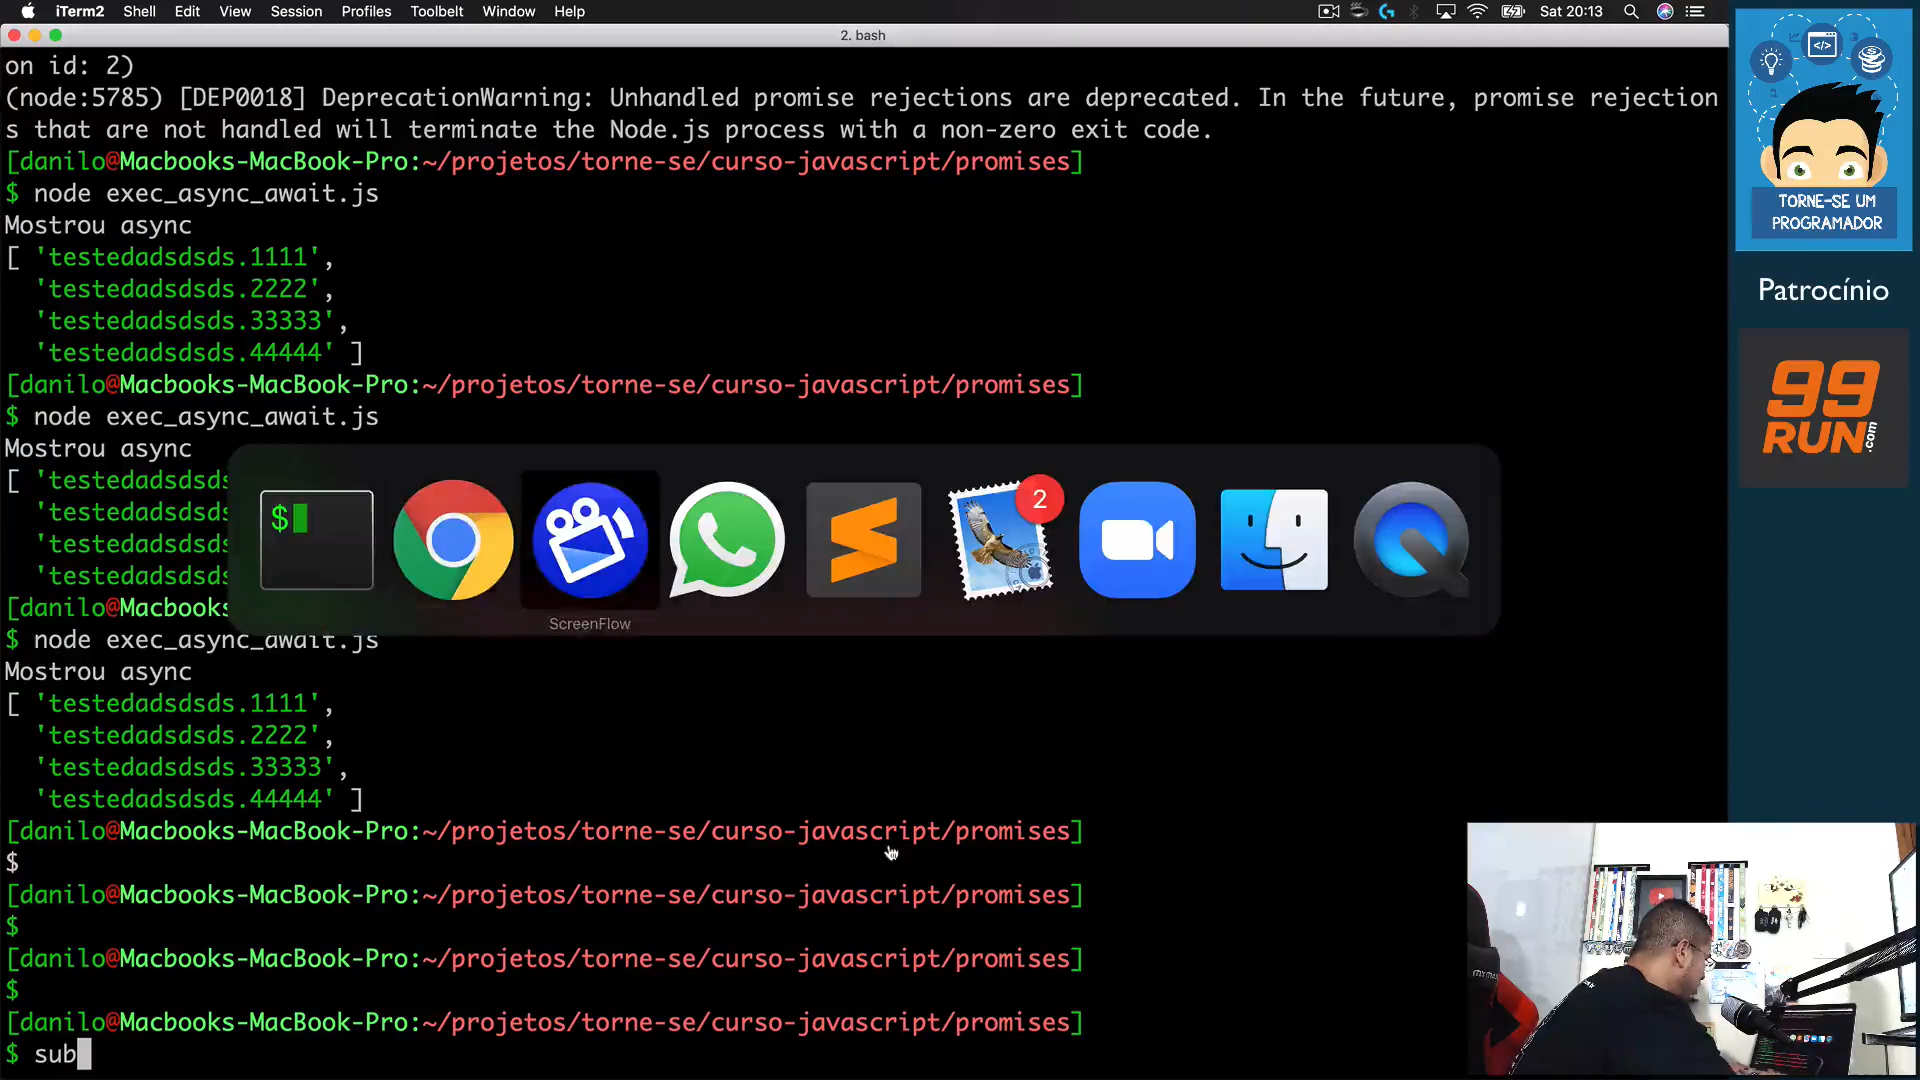 iTerm2 Shell Edit View Session Profiles Toolbelt Window Help Sat 20:13
2. bash
on id: 2)
(node:5785) [DEP0018] DeprecationWarning: Unhandled promise rejections are deprecated. In the future, promise rejection
s that are not handled will terminate the Node.js process with a non-zero exit code.
[danilo@Macbooks-MacBook-Pro:~/projetos/torne-se/curso-javascript/promises]
$ node exec_async_await.js
Mostrou async
[ 'testedadsdsds.1111',
'testedadsdsds.2222',
'testedadsdsds.33333',
'testedadsdsds.44444' ]
[danilo@Macbooks-MacBook-Pro:~/projetos/torne-se/curso-javascript/promises]
$ node exec_async_await.js
Mostrou async
[ 'testedadsds
'testedadsds
'testedadsds
'testedadsds
[danilo@Macbooks
$ node exec_async_await.js
Mostrou async
[ 'testedadsdsds.1111',
'testedadsdsds.2222',
'testedadsdsds.33333',
'testedadsdsds.44444' ]
[danilo@Macbooks-MacBook-Pro:~/projetos/torne-se/curso-javascript/promises]
$
[danilo@Macbooks-MacBook-Pro:~/projetos/torne-se/curso-javascript/promises]
$
[danilo@Macbooks-MacBook-Pro:~/projetos/torne-se/curso-javascript/promises]
$
[danilo@Macbooks-MacBook-Pro:~/projetos/torne-se/curso-javascript/promises]
$ sub
$
2
ScreenFlow
</>
TORNE-SE UM
PROGRAMADOR
Patrocínio
99
RUN.com